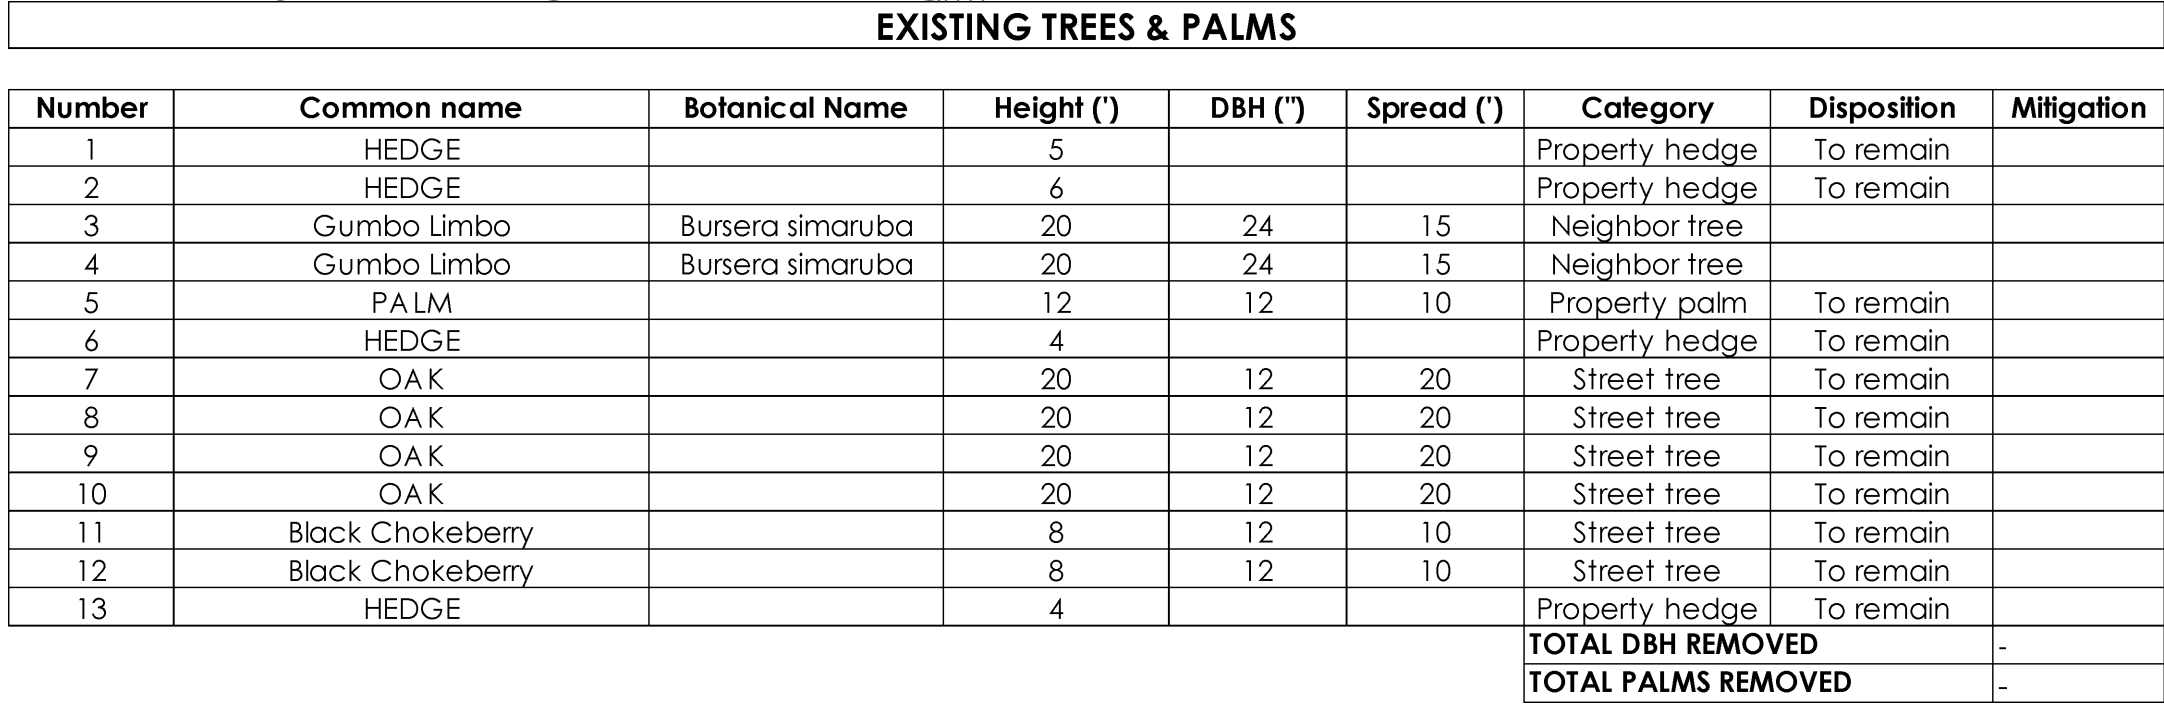 EXISTING TREES & PALMS
Number Common name Botanical Name Height (') DBH (") Spread (') Category Disposition Mitigation
1 HEDGE 5 Property hedge To remain
2 HEDGE 6 Property hedge To remain
3 Gumbo Limbo Bursera simaruba 20 24 15 Neighbor tree
4 Gumbo Limbo Bursera simaruba 20 24 15 Neighbor tree
5 PALM 12 12 10 Property palm To remain
6 HEDGE 4 Property hedge To remain
7 OAK 20 12 20 Street tree To remain
8 OAK 20 12 20 Street tree To remain
9 OAK 20 12 20 Street tree To remain
10 OAK 20 12 20 Street tree To remain
11 Black Chokeberry 8 12 10 Street tree To remain
12 Black Chokeberry 8 12 10 Street tree To remain
13 HEDGE 4 Property hedge To remain
TOTAL DBH REMOVED -
TOTAL PALMS REMOVED -